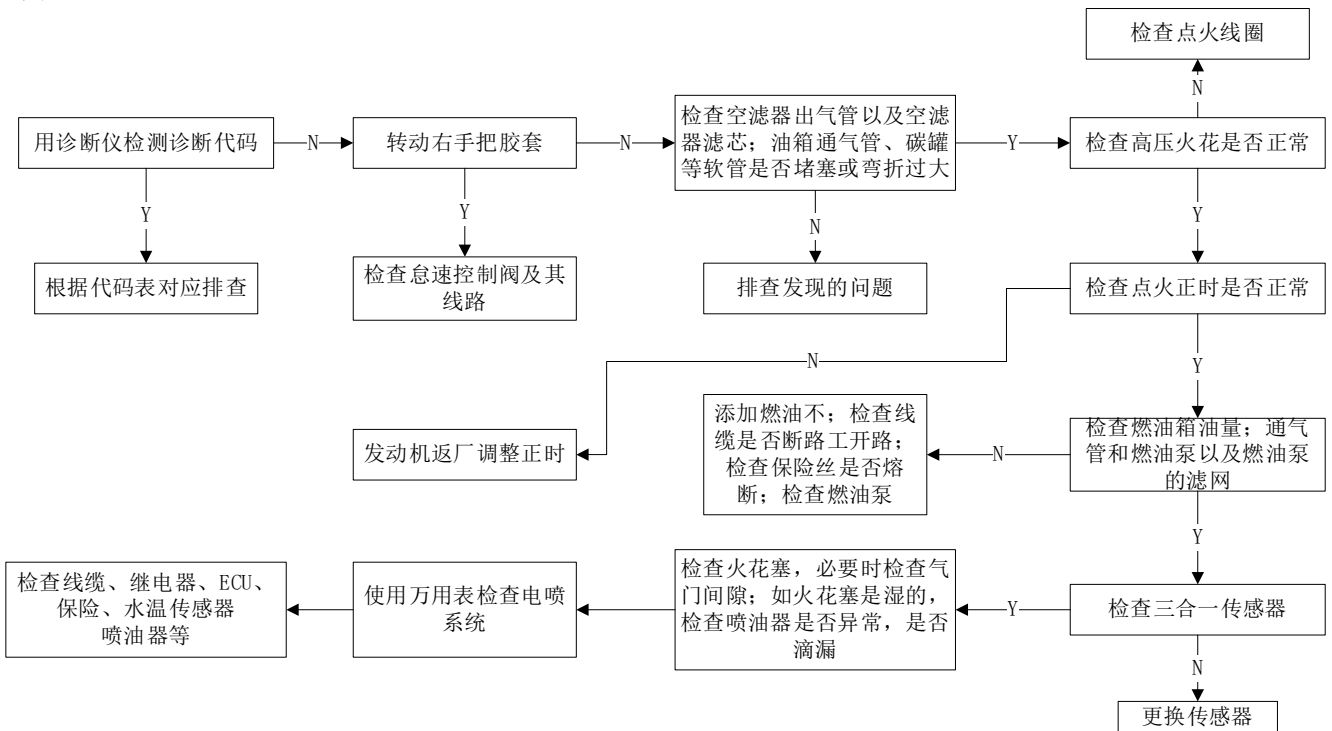 检查点火线圈
N
用诊断仪检测诊断代码
N
转动右手把胶套
N
检查空滤器出气管以及空滤
器滤芯；油箱通气管、碳罐
等软管是否堵塞或弯折过大
Y
检查高压火花是否正常
Y
Y
N
Y
根据代码表对应排查
检查怠速控制阀及其
线路
排查发现的问题
检查点火正时是否正常
N
Y
发动机返厂调整正时
添加燃油不；检查线
缆是否断路工开路；
检查保险丝是否熔
断；检查燃油泵
N
检查燃油箱油量；通气
管和燃油泵以及燃油泵
的滤网
Y
检查线缆、继电器、ECU、
保险、水温传感器
喷油器等
使用万用表检查电喷
系统
检查火花塞，必要时检查气
门间隙；如火花塞是湿的，
检查喷油器是否异常，是否
滴漏
Y
检查三合一传感器
N
更换传感器